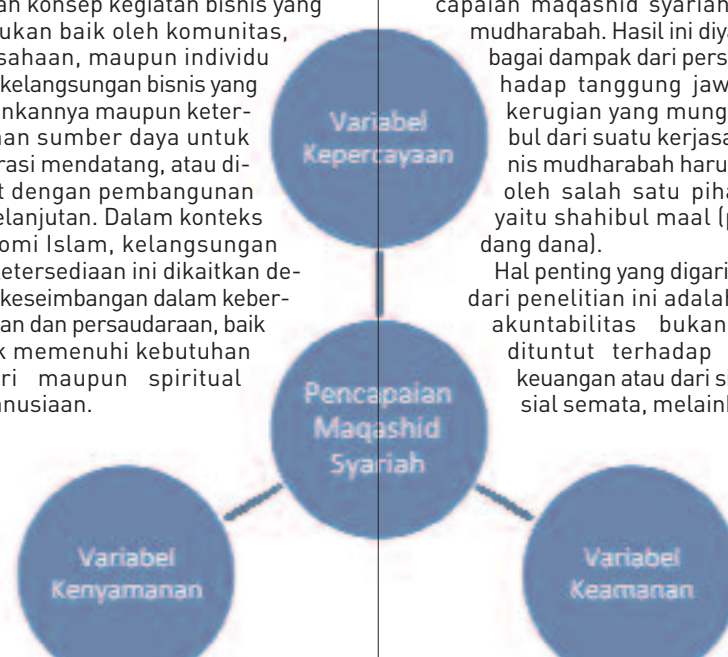 an konsep kegiatan bisnis yang
ukan baik oleh komunitas,
sahaan, maupun individu
kelangsungan bisnis yang
nkannya maupun keter-
an sumber daya untuk
rasi mendatang, atau di-
t dengan pembangunan
elanjutan. Dalam konteks
omi Islam, kelangsungan
etersediaan ini dikaitkan de-
keseimbangan dalam keber-
an dan persaudaraan, baik
k memenuhi kebutuhan
ri maupun spiritual
anusiaan.
capaian maqashid syariah
mudharabah. Hasil ini diya
bagai dampak dari pers
hadap tanggung jaw
kerugian yang mung
bul dari suatu kerjasa
nis mudharabah haru
oleh salah satu piha
yaitu shahibul maal (p
dang dana).
Hal penting yang digari
dari penelitian ini adalah
akuntabilitas bukan
dituntut terhadap
keuangan atau dari si
sial semata, melain
Variabel
Kepercayaan
Pencapaian
Maqashid
Syariah
Variabel
Kenyamanan
Variabel
Keamanan